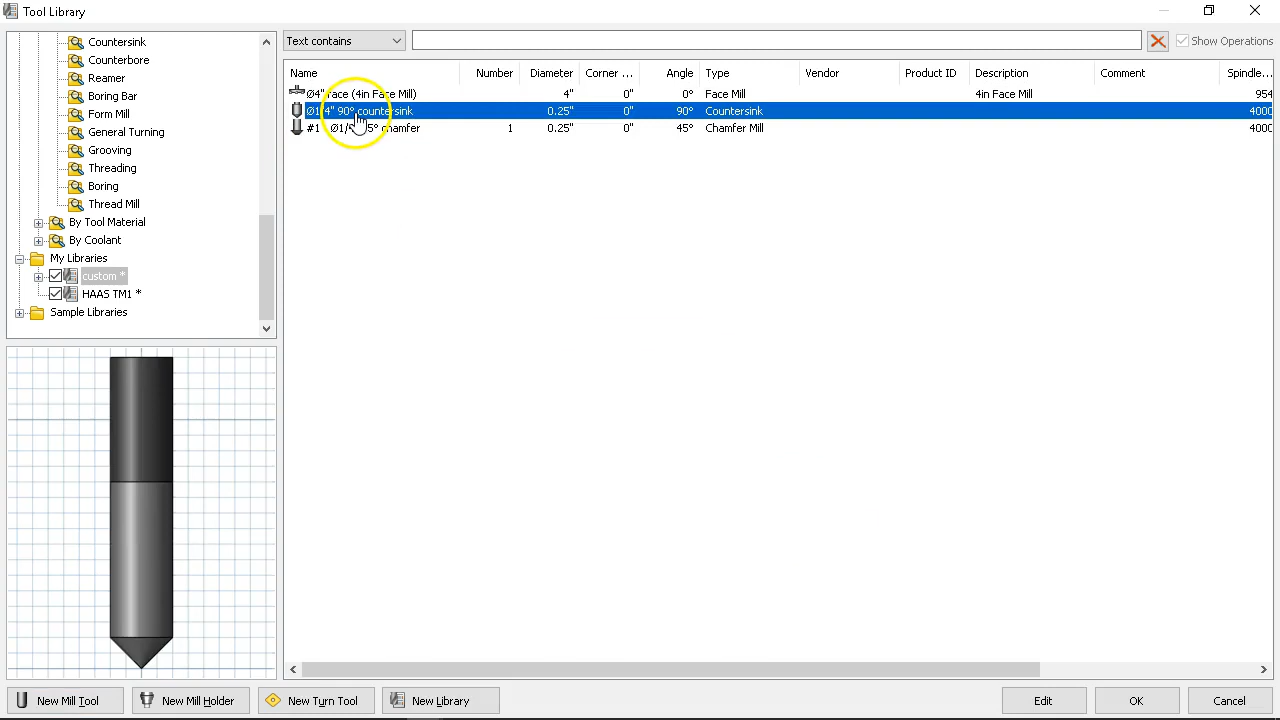 Tool Library
Countersink
Counterbore
Reamer
Boring Bar
Form Mill
General Turning
Grooving
Threading
Boring
Thread Mill
By Tool Material
By Coolant
My Libraries
custom *
HAAS TM1 *
Sample Libraries
Text contains
Show Operations
Name Number Diameter Corner ... Angle Type Vendor Product ID Description Comment Spindle...
Ø4" face (4in Face Mill) 4" 0" 0° Face Mill 4in Face Mill 954
90° countersink 0.25" 0" 90° Countersink 4000
#1 chamfer 1 0.25" 0" 45° Chamfer Mill 4000
New Mill Tool
New Mill Holder
New Turn Tool
New Library
Edit
OK
Cancel